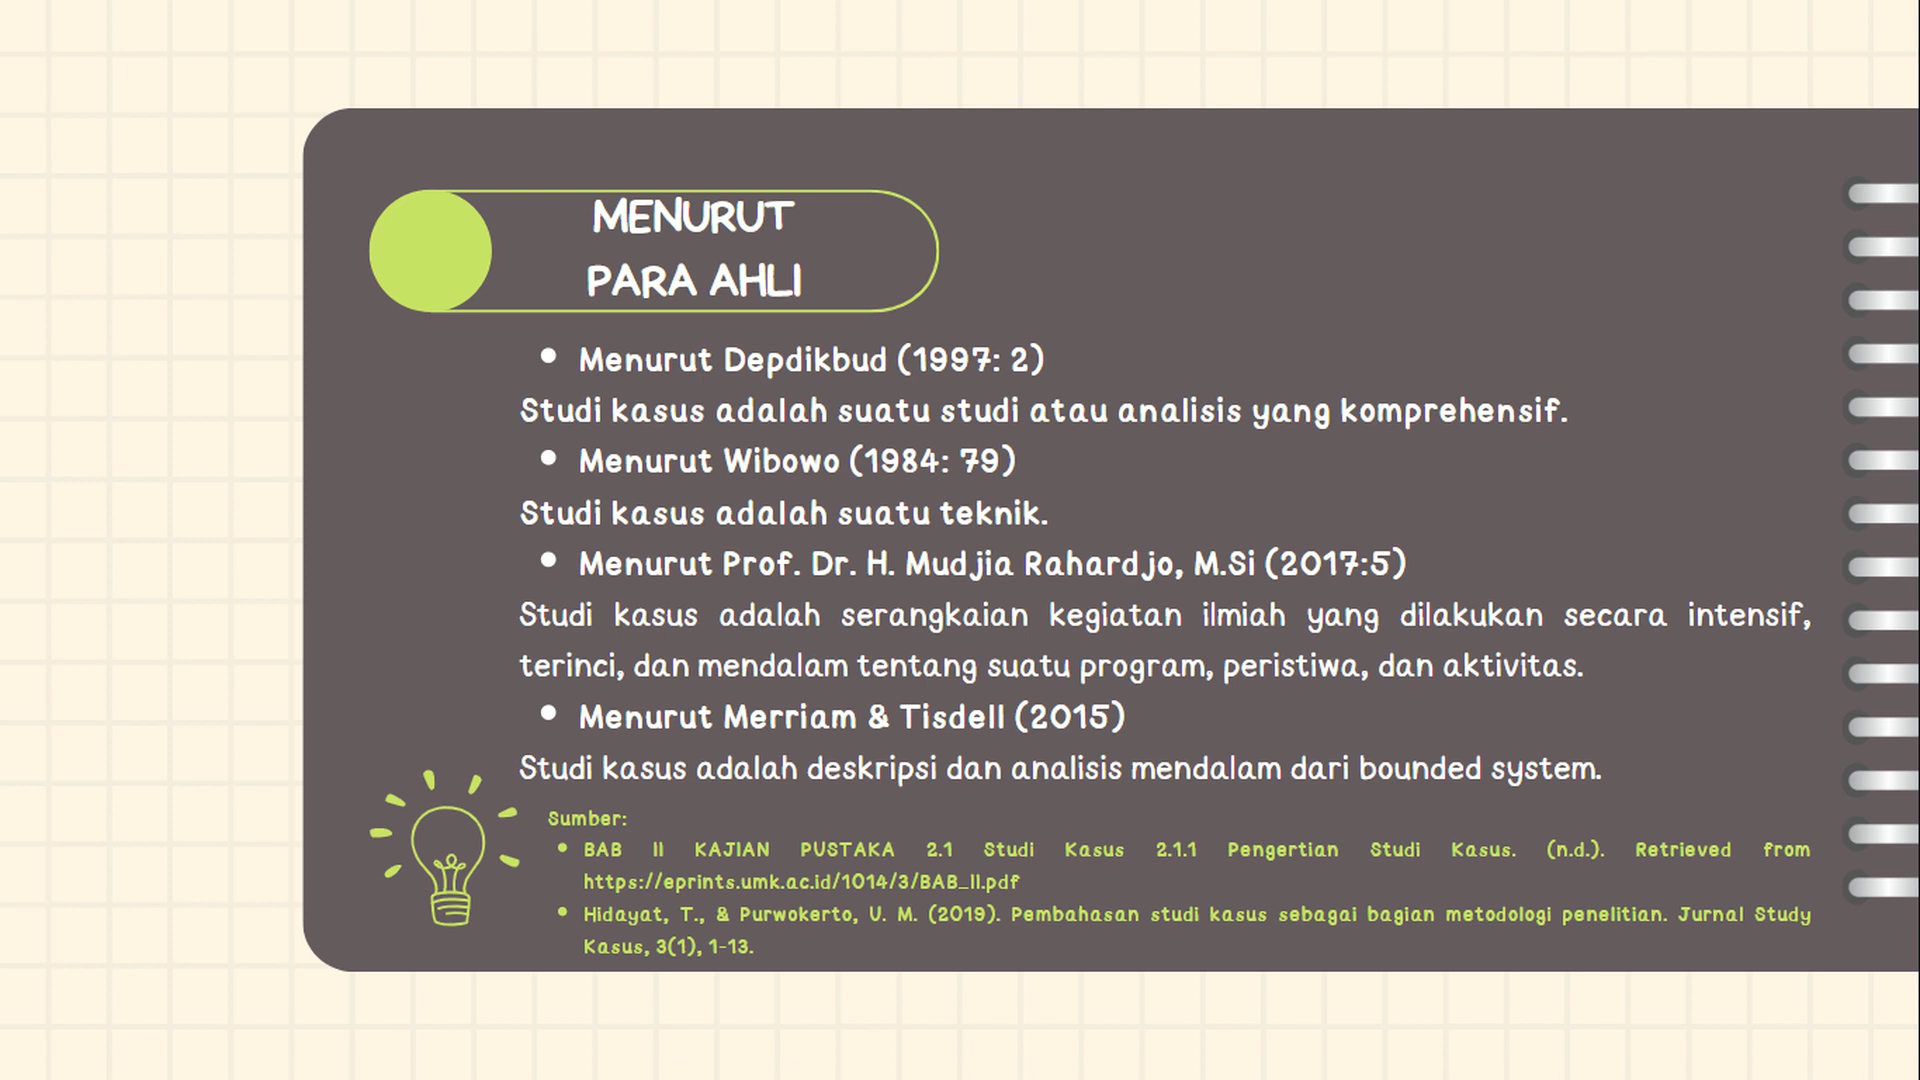 MENURUT
PARA AHLI
• Menurut Depdikbud (1997: 2)
Studi kasus adalah suatu studi atau analisis yang komprehensif.
• Menurut Wibowo (1984: 79)
Studi kasus adalah suatu teknik.
• Menurut Prof. Dr. H. Mudjia Rahardjo, M.Si (2017:5)
Studi kasus adalah serangkaian kegiatan ilmiah yang dilakukan secara intensif,
terinci, dan mendalam tentang suatu program, peristiwa, dan aktivitas.
• Menurut Merriam & Tisdell (2015)
Studi kasus adalah deskripsi dan analisis mendalam dari bounded system.
Sumber:
• BAB II KAJIAN PUSTAKA 2.1 Studi Kasus 2.1.1 Pengertian Studi Kasus. (n.d.). Retrieved from
https://eprints.umk.ac.id/1014/3/BAB_II.pdf
• Hidayat, T., & Purwokerto, U. M. (2019). Pembahasan studi kasus sebagai bagian metodologi penelitian. Jurnal Study
Kasus, 3(1), 1-13.